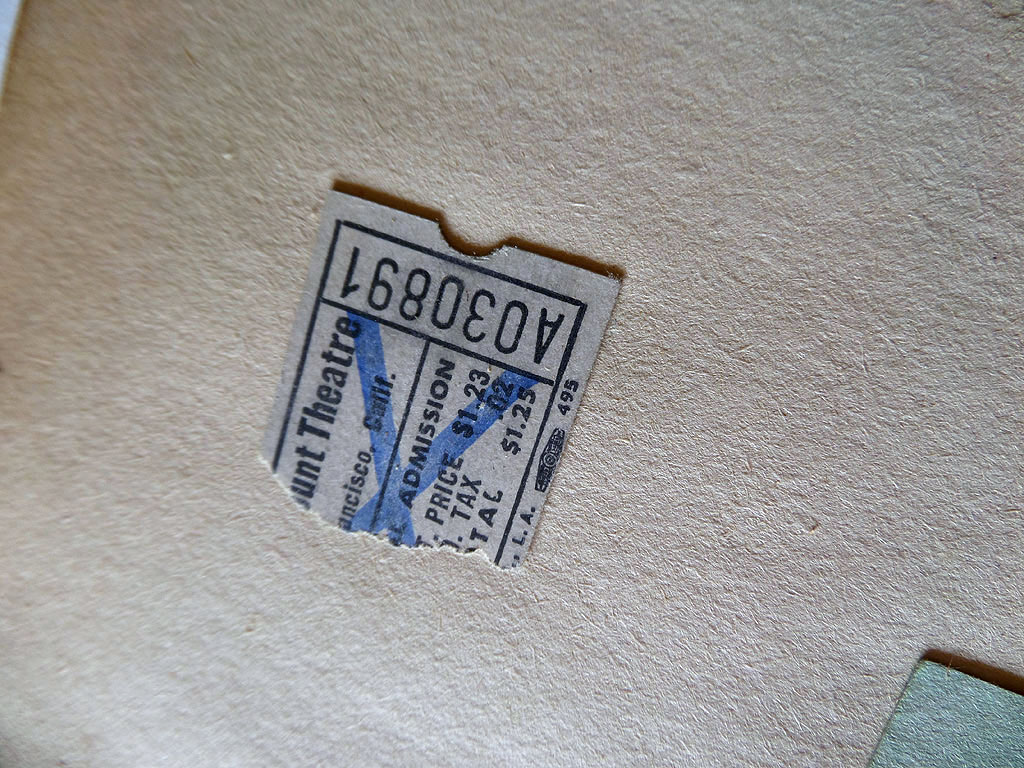 A030891
unt Theatre
ancisco, Calif.
E ADMISSION
T. PRICE $1.23
D. TAX .02
TAL $1.25
., L.A. 495